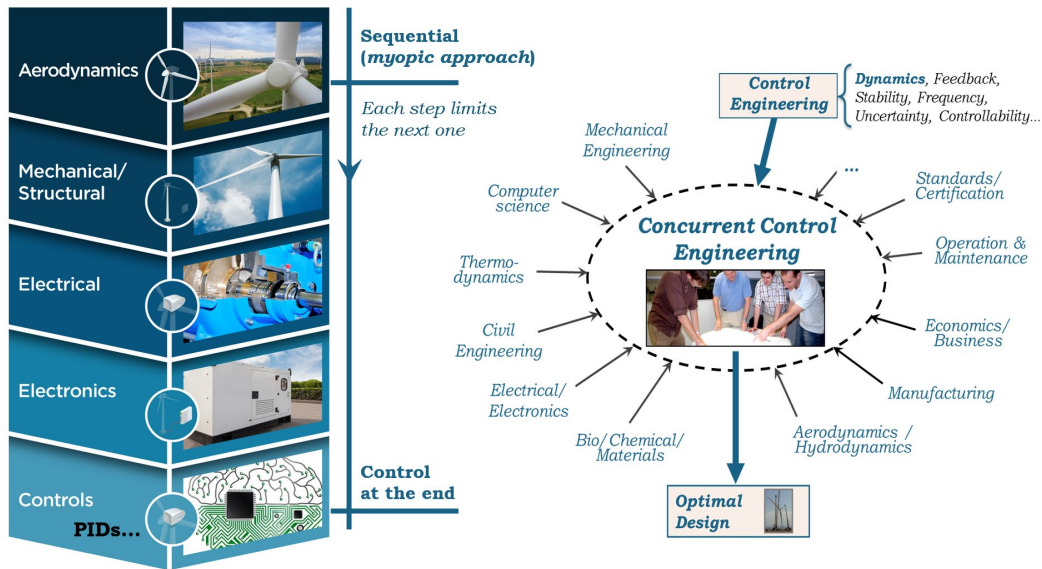 Aerodynamics
Mechanical/
Structural
Electrical
Electronics
Controls
PIDs...
Sequential
(myopic approach)
Each step limits
the next one
Control
at the end
Control
Engineering
Dynamics, Feedback,
Stability, Frequency,
Uncertainty, Controllability...
Mechanical
Engineering
...
Standards/
Certification
Computer
science
Concurrent Control
Engineering
Operation &
Maintenance
Thermo-
dynamics
Civil
Engineering
Economics/
Business
Electrical/
Electronics
Manufacturing
Bio/Chemical/
Materials
Aerodynamics /
Hydrodynamics
Optimal
Design